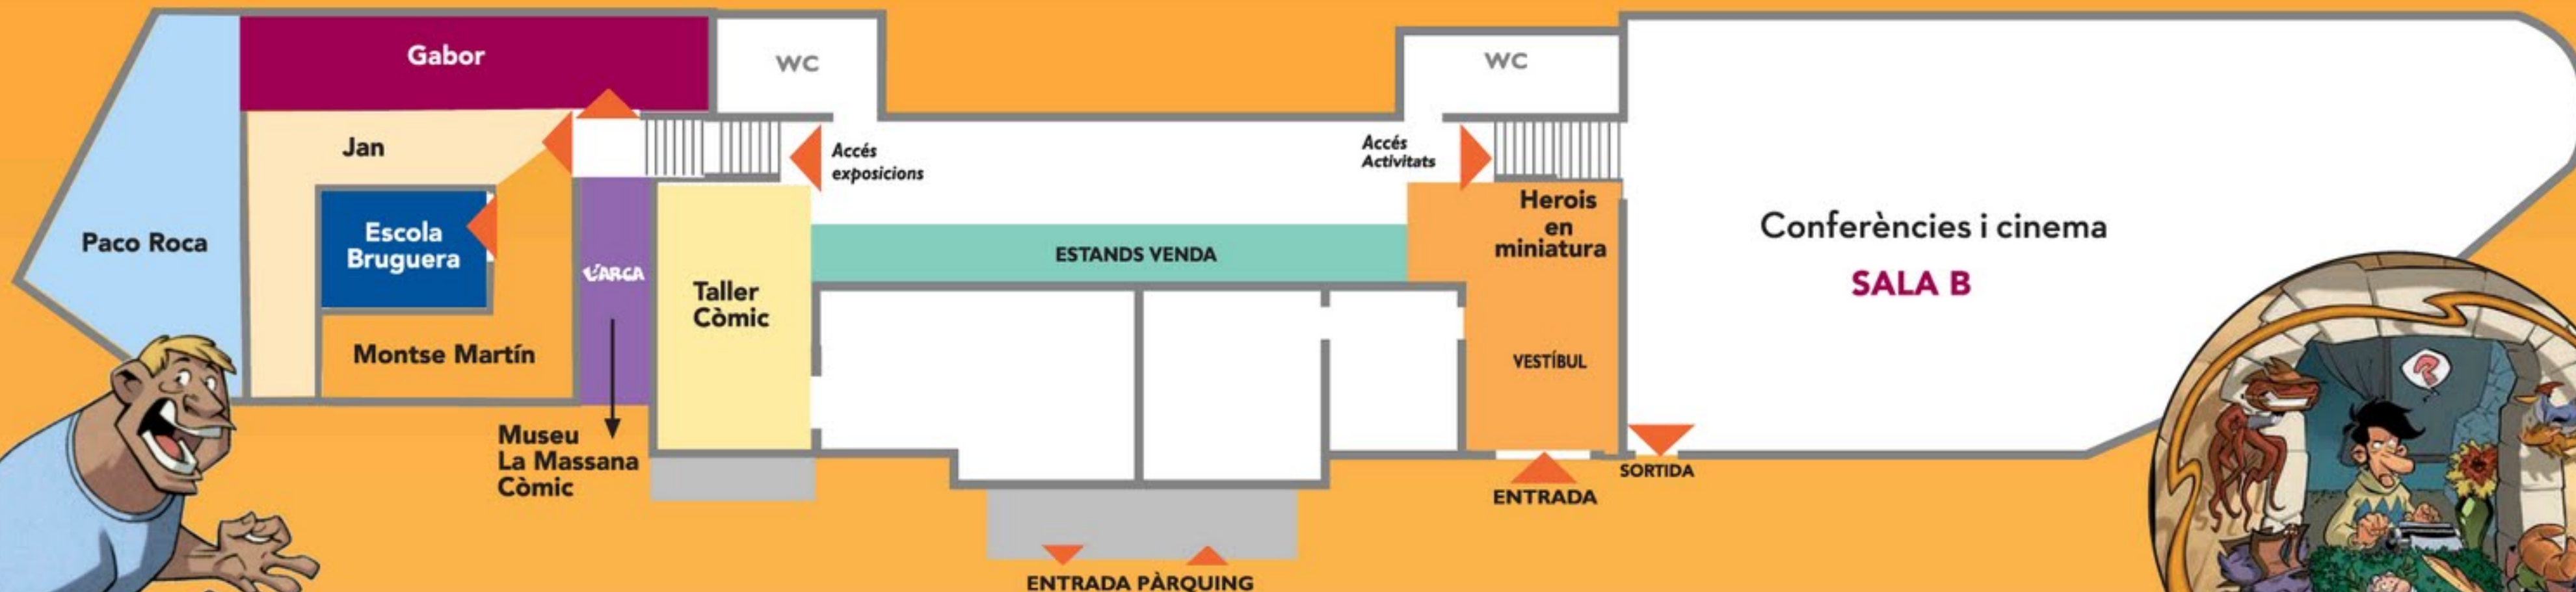 Gabor
WC
WC
Jan
Accés
exposicions
Accés
Activitats
Paco Roca
Escola
Bruguera
L'ARCA
Taller
Còmic
ESTANDS VENDA
Herois
en
miniatura
Conferències i cinema
SALA B
Montse Martín
VESTÍBUL
Museu
La Massana
Còmic
SORTIDA
ENTRADA
ENTRADA PÀRQUING
?